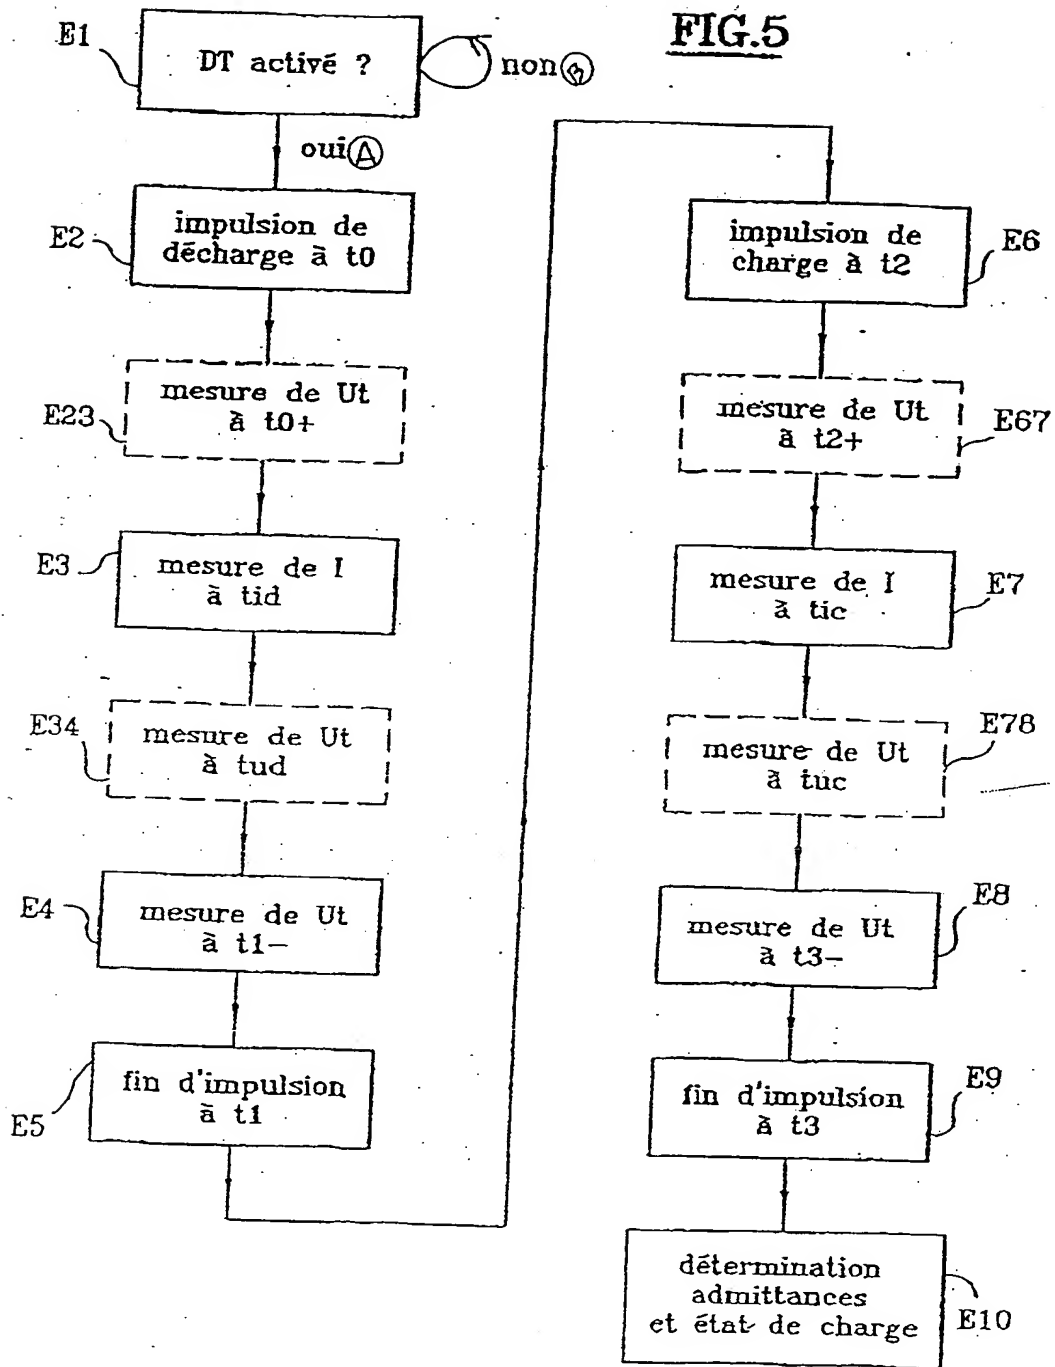 FIG.5
E1
DT activé ?
non Ⓑ
oui Ⓐ
E2
impulsion de
décharge à t0
E23
mesure de Ut
à t0+
E3
mesure de I
à tid
E34
mesure de Ut
à tud
E4
mesure de Ut
à t1-
E5
fin d'impulsion
à t1
impulsion de
charge à t2
E6
mesure de Ut
à t2+
E67
mesure de I
à tic
E7
mesure de Ut
à tuc
E78
mesure de Ut
à t3-
E8
fin d'impulsion
à t3
E9
détermination
admittances
et état de charge
E10